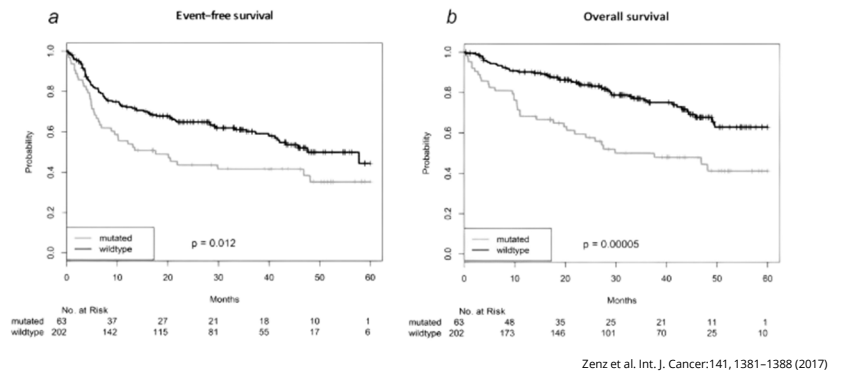 a Event-free survival
Probability
1.0
0.8
0.6
0.4
0.2
0.0
mutated
wildtype
p = 0.012
0 10 20 30 40 50 60
Months
No. at Risk
mutated 63 37 27 21 18 10 1
wildtype 202 142 115 81 55 17 6
b Overall survival
Probability
1.0
0.8
0.6
0.4
0.2
0.0
mutated
wildtype
p = 0.00005
0 10 20 30 40 50 60
Months
No. at Risk
mutated 63 48 35 25 21 11 1
wildtype 202 173 146 101 70 25 10
Zenz et al. Int. J. Cancer:141, 1381–1388 (2017)